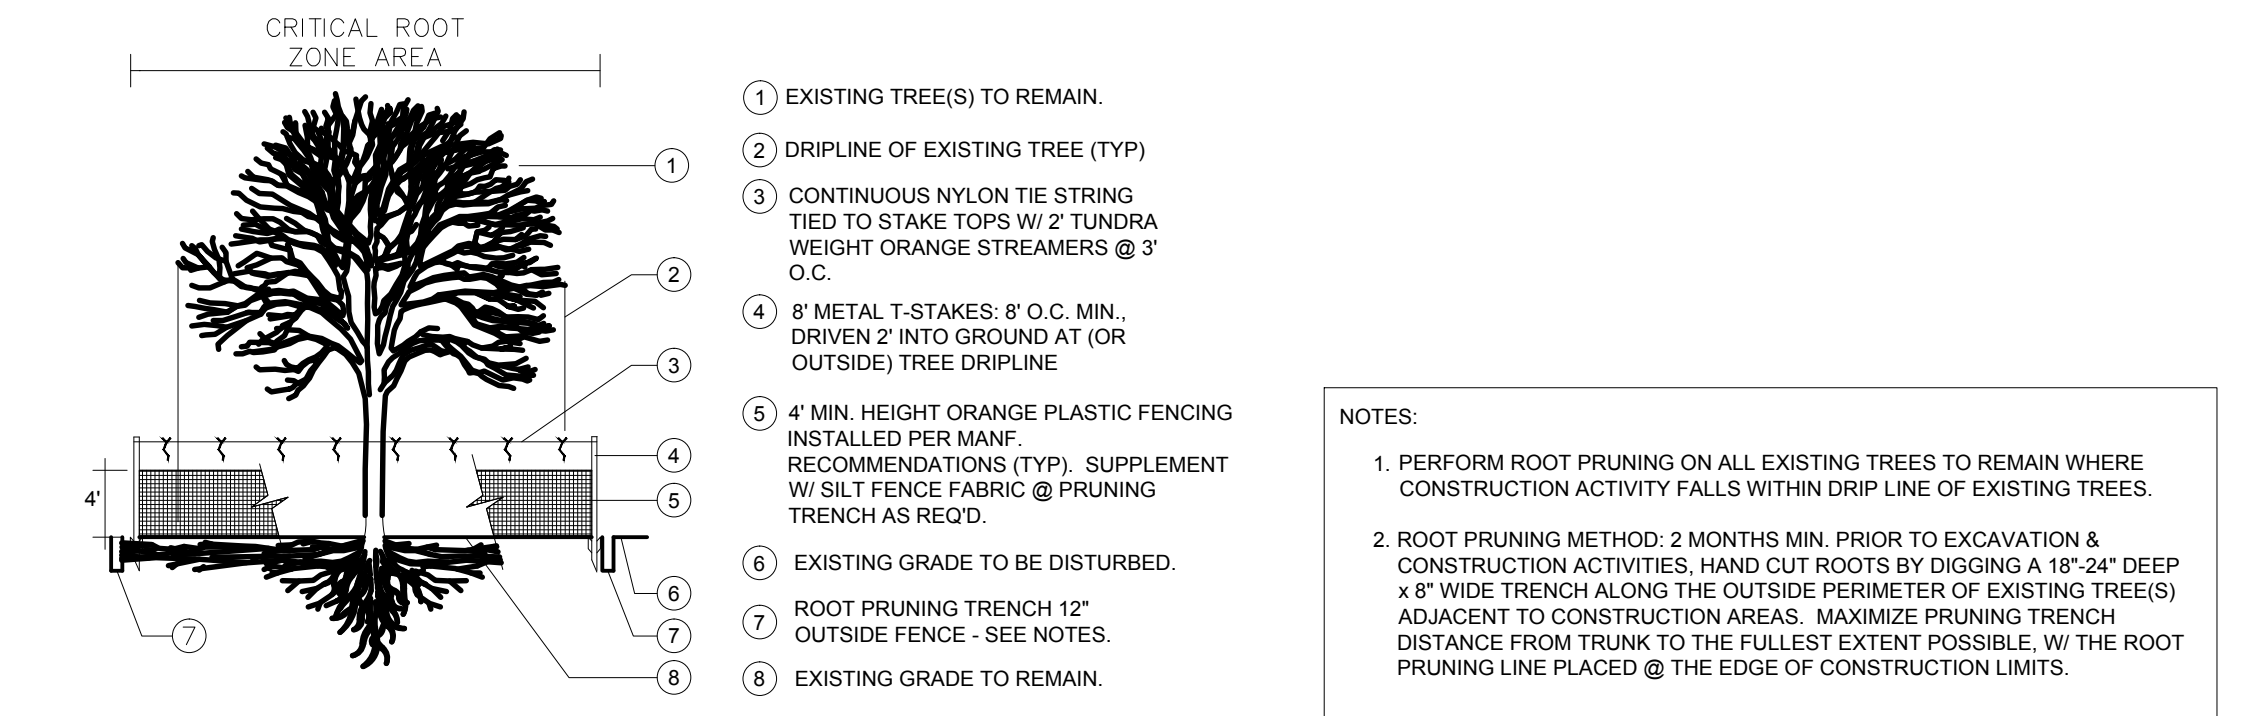 CRITICAL ROOT
ZONE AREA
1
2
3
4
5
6
7
8
7
4'
1 EXISTING TREE(S) TO REMAIN.
2 DRIPLINE OF EXISTING TREE (TYP)
3 CONTINUOUS NYLON TIE STRING
TIED TO STAKE TOPS W/ 2' TUNDRA
WEIGHT ORANGE STREAMERS @ 3'
O.C.
4 8' METAL T-STAKES: 8' O.C. MIN.,
DRIVEN 2' INTO GROUND AT (OR
OUTSIDE) TREE DRIPLINE
5 4' MIN. HEIGHT ORANGE PLASTIC FENCING
INSTALLED PER MANF.
RECOMMENDATIONS (TYP). SUPPLEMENT
W/ SILT FENCE FABRIC @ PRUNING
TRENCH AS REQ'D.
6 EXISTING GRADE TO BE DISTURBED.
7 ROOT PRUNING TRENCH 12"
OUTSIDE FENCE - SEE NOTES.
8 EXISTING GRADE TO REMAIN.
NOTES:
1. PERFORM ROOT PRUNING ON ALL EXISTING TREES TO REMAIN WHERE
CONSTRUCTION ACTIVITY FALLS WITHIN DRIP LINE OF EXISTING TREES.
2. ROOT PRUNING METHOD: 2 MONTHS MIN. PRIOR TO EXCAVATION &
CONSTRUCTION ACTIVITIES, HAND CUT ROOTS BY DIGGING A 18"-24" DEEP
x 8" WIDE TRENCH ALONG THE OUTSIDE PERIMETER OF EXISTING TREE(S)
ADJACENT TO CONSTRUCTION AREAS. MAXIMIZE PRUNING TRENCH
DISTANCE FROM TRUNK TO THE FULLEST EXTENT POSSIBLE, W/ THE ROOT
PRUNING LINE PLACED @ THE EDGE OF CONSTRUCTION LIMITS.